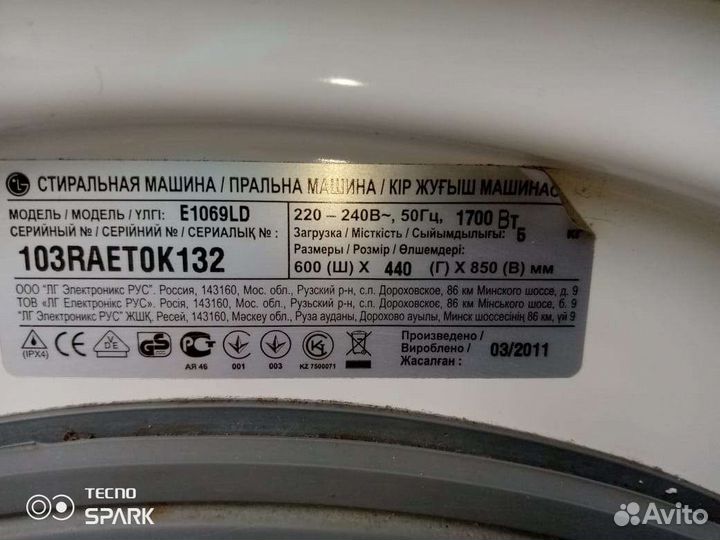 LG СТИРАЛЬНАЯ МАШИНА / ПРАЛЬНА МАШИНА / КІР ЖУҒЫШ МАШИНАС
МОДЕЛЬ / МОДЕЛЬ / ҮЛГІ: E1069LD
СЕРИЙНЫЙ № / СЕРІЙНИЙ № / СЕРИАЛЫҚ № :
103RAET0K132
220 – 240В~, 50Гц, 1700 Вт
Загрузка / Місткість / Сыйымдылығы: 5 кг
Размеры / Розмір / Өлшемдері:
600 (Ш) X 440 (Г) X 850 (В) мм
ООО "ЛГ Электроникс РУС". Россия, 143160, Мос. обл., Рузский р-н, с.п. Дороховское, 86 км Минского шоссе, д. 9
ТОВ «ЛГ Електронікс РУС». Росія, 143160, Мос. обл., Рузьський р-н, с.п. Дороховське, 86 км Мінського шосе, б. 9
"ЛГ Электроникс РУС" ЖШҚ. Ресей, 143160, Мәскеу обл., Руза ауданы, Дорохово ауылы, Минск шоссесінің 86 км, үй 9
(IPX4)
CE
VDE
GS
РСТ
АЯ 46
001
003
KZ 7500071
Произведено /
Вироблено /
Жасалған :
03/2011
TECNO
SPARK
Avito